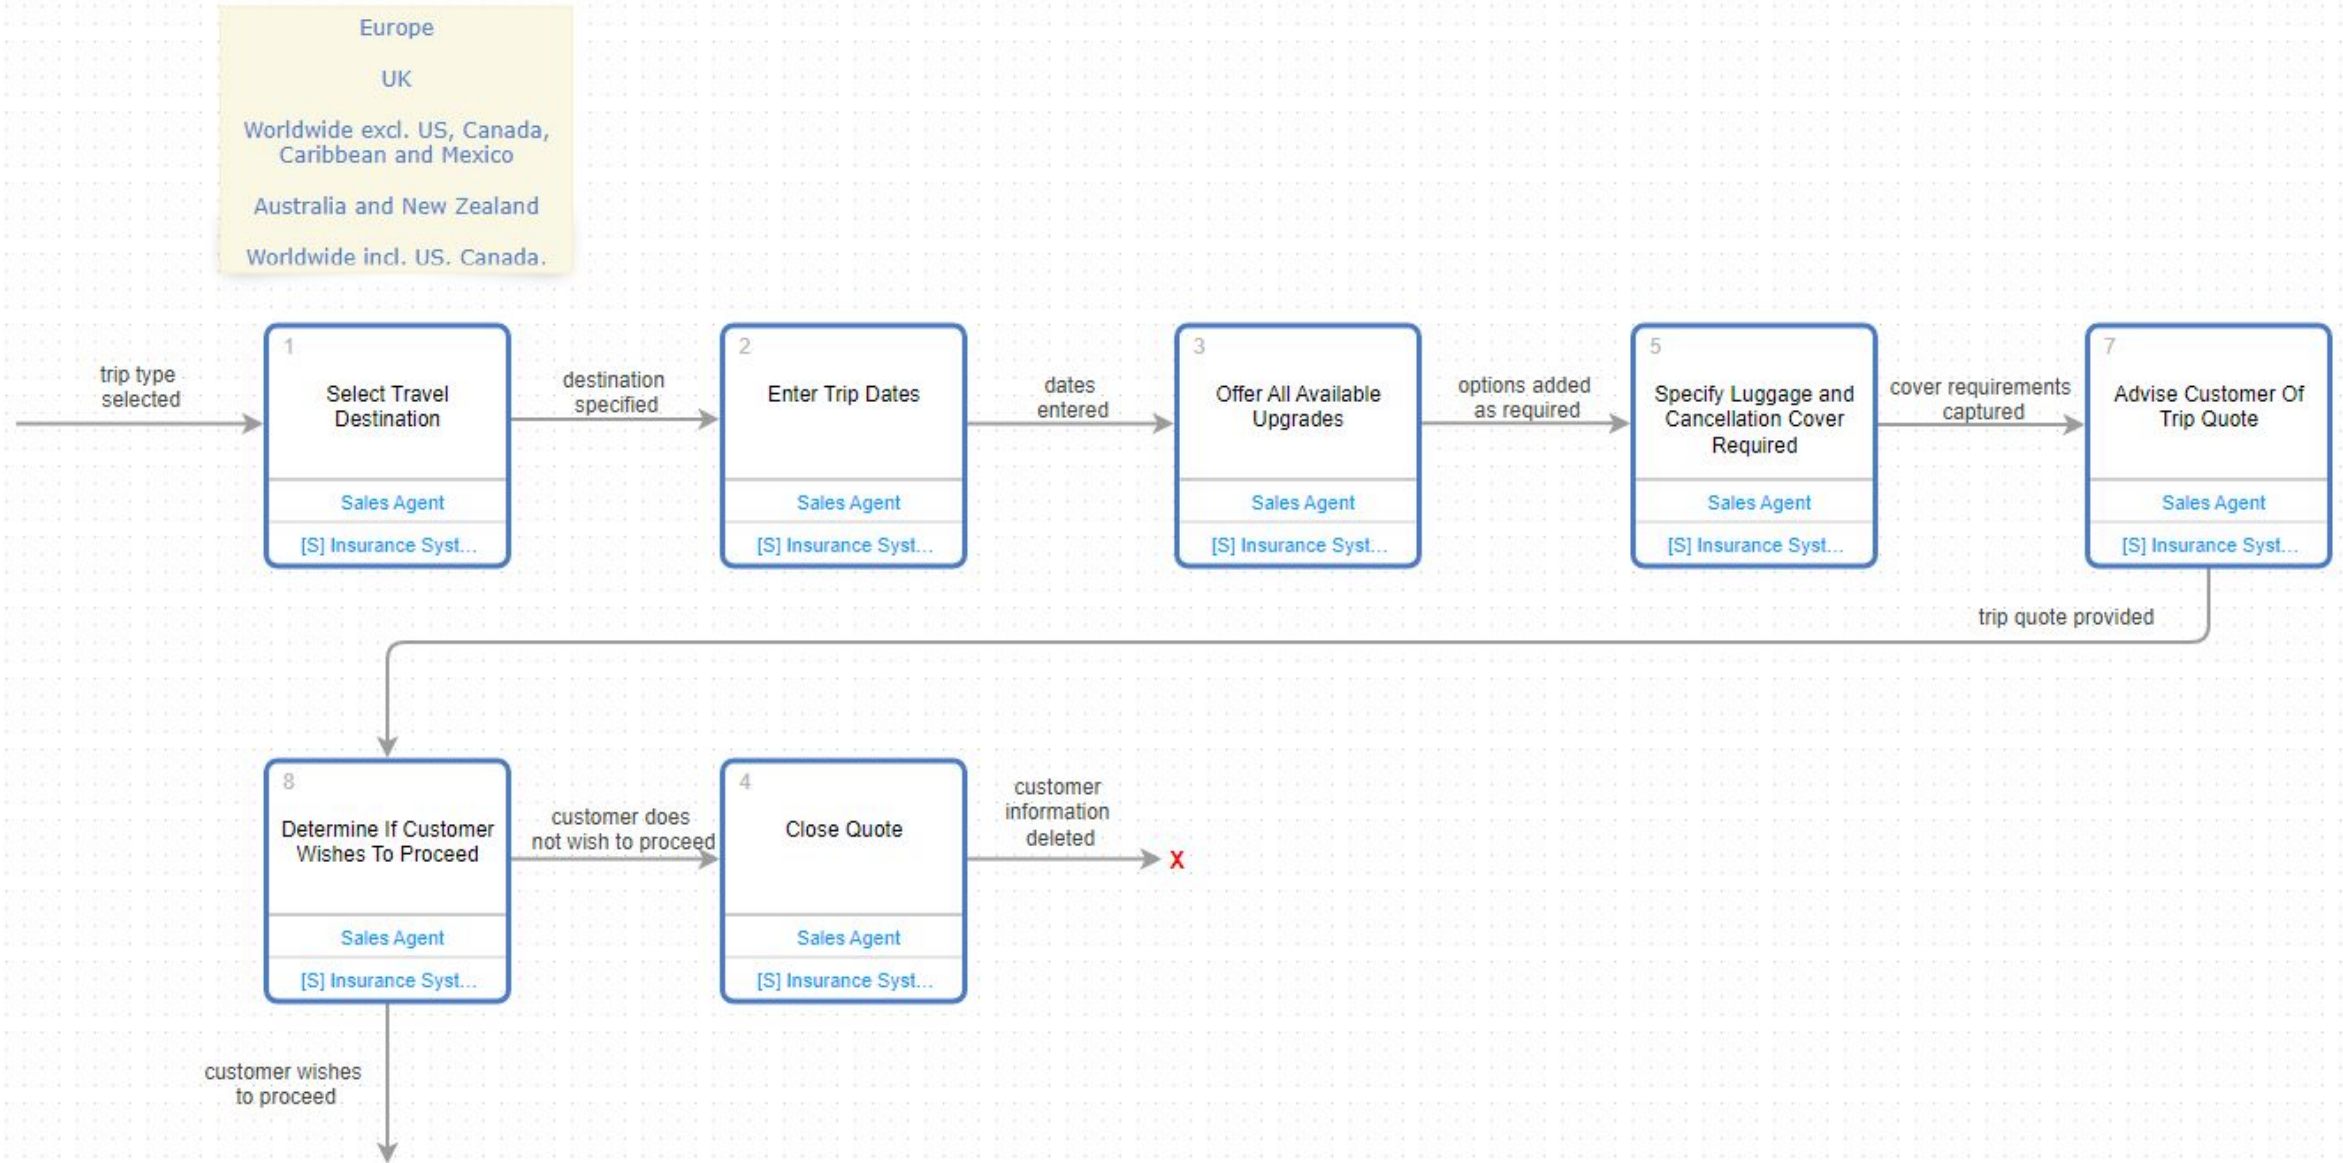 Europe
UK
Worldwide excl. US, Canada,
Caribbean and Mexico
Australia and New Zealand
Worldwide incl. US. Canada.
trip type
selected
1
Select Travel
Destination
Sales Agent
[S] Insurance Syst...
destination
specified
2
Enter Trip Dates
Sales Agent
[S] Insurance Syst...
dates
entered
3
Offer All Available
Upgrades
Sales Agent
[S] Insurance Syst...
options added
as required
5
Specify Luggage and
Cancellation Cover
Required
Sales Agent
[S] Insurance Syst...
cover requirements
captured
7
Advise Customer Of
Trip Quote
Sales Agent
[S] Insurance Syst...
trip quote provided
8
Determine If Customer
Wishes To Proceed
Sales Agent
[S] Insurance Syst...
customer does
not wish to proceed
4
Close Quote
Sales Agent
[S] Insurance Syst...
customer
information
deleted
X
customer wishes
to proceed